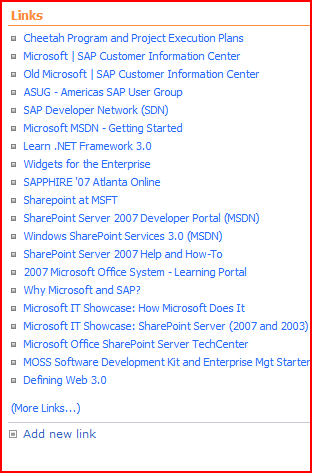 Links
Cheetah Program and Project Execution Plans
Microsoft | SAP Customer Information Center
Old Microsoft | SAP Customer Information Center
ASUG - Americas SAP User Group
SAP Developer Network (SDN)
Microsoft MSDN - Getting Started
Learn .NET Framework 3.0
Widgets for the Enterprise
SAPPHIRE '07 Atlanta Online
Sharepoint at MSFT
SharePoint Server 2007 Developer Portal (MSDN)
Windows SharePoint Services 3.0 (MSDN)
SharePoint Server 2007 Help and How-To
2007 Microsoft Office System - Learning Portal
Why Microsoft and SAP?
Microsoft IT Showcase: How Microsoft Does It
Microsoft IT Showcase: SharePoint Server (2007 and 2003)
Microsoft Office SharePoint Server TechCenter
MOSS Software Development Kit and Enterprise Mgt Starter
Defining Web 3.0
(More Links...)
Add new link